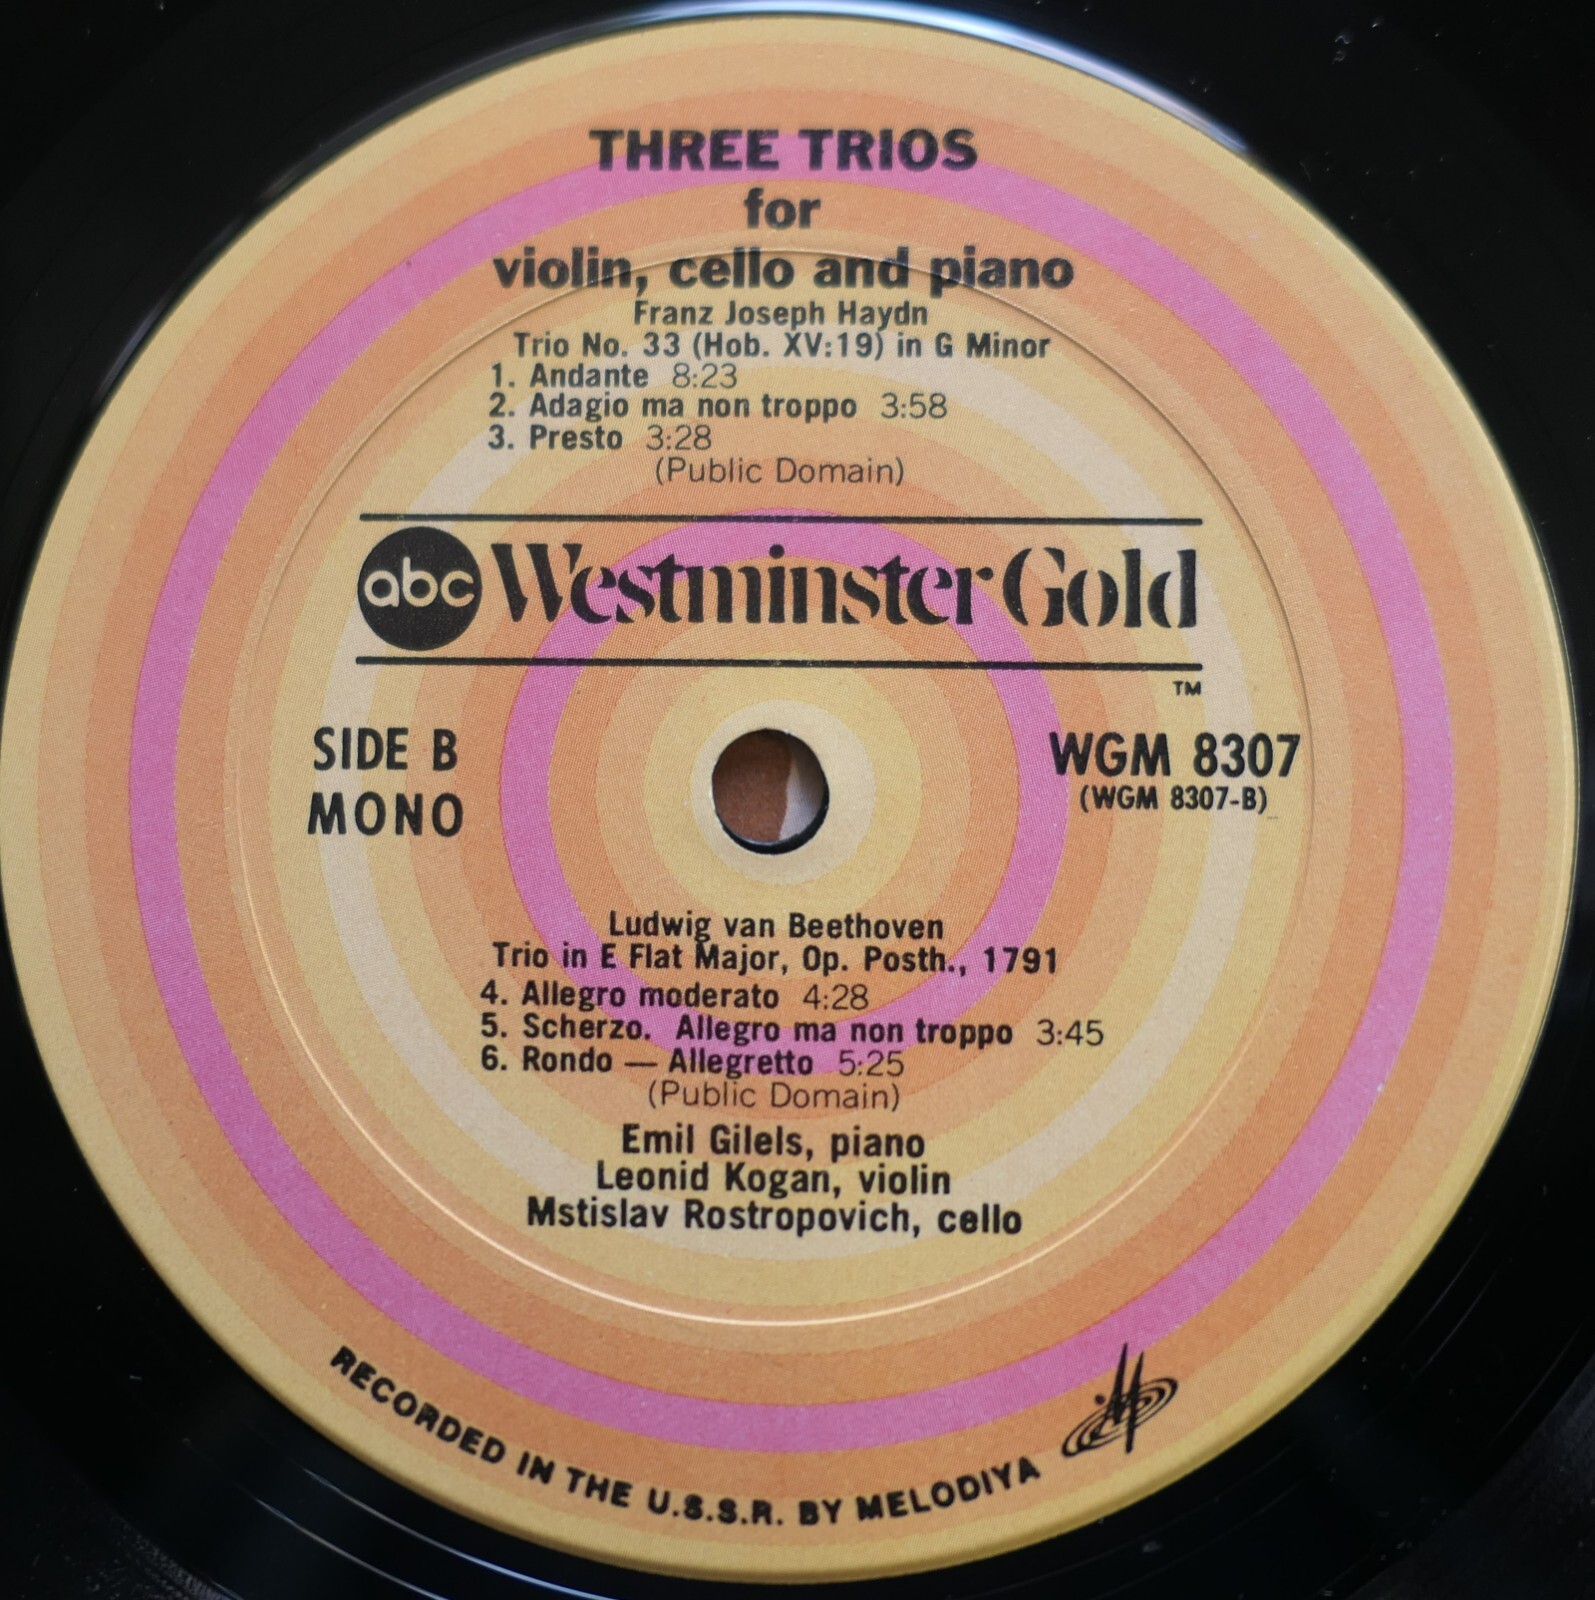 THREE TRIOS
for
violin, cello and piano
Franz Joseph Haydn
Trio No. 33 (Hob. XV:19) in G Minor
1. Andante 8:23
2. Adagio ma non troppo 3:58
3. Presto 3:28
(Public Domain)
abc Westminster Gold
TM
SIDE B
MONO
WGM 8307
(WGM 8307-B)
Ludwig van Beethoven
Trio in E Flat Major, Op. Posth., 1791
4. Allegro moderato 4:28
5. Scherzo. Allegro ma non troppo 3:45
6. Rondo — Allegretto 5:25
(Public Domain)
Emil Gilels, piano
Leonid Kogan, violin
Mstislav Rostropovich, cello
RECORDED IN THE U.S.S.R. BY MELODIYA